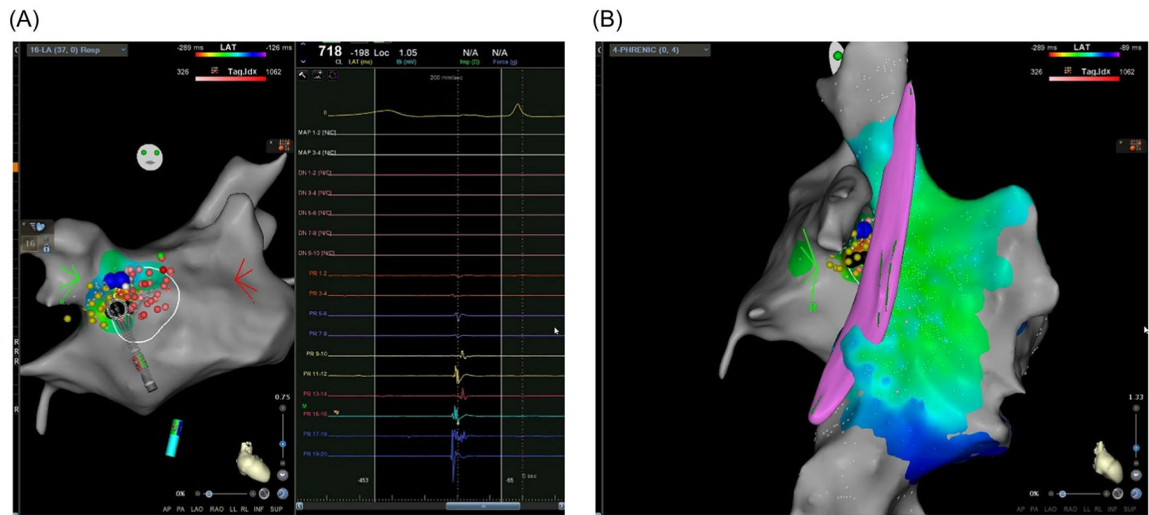 (A)
(B)
16-LA (37, 0) Resp
-289 ms LAT -126 ms
326 Tag.Idx 1062
718 -198 Loc 1.05 N/A N/A
CL LAT (ms) Bi (mV) Imp (Ω) Force (g)
200 mm/sec
MAP 1-2 [N/C]
MAP 3-4 [N/C]
DN 1-2 [N/C]
DN 3-4 [N/C]
DN 5-6 [N/C]
DN 7-8 [N/C]
DN 9-10 [N/C]
PR 1-2
PR 3-4
PR 5-6
PR 7-8
PR 9-10
PR 11-12
PR 13-14
M
PR 15-16
PR 17-18
PR 19-20
16
R
R
R
R
0.75
0%
AP PA LAO RAO LL RL INF SUP
0 sec
4-PHRENIC (0, 4)
-289 ms LAT -89 ms
326 Tag.Idx 1062
1.33
0%
AP PA LAO RAO LL RL INF SUP